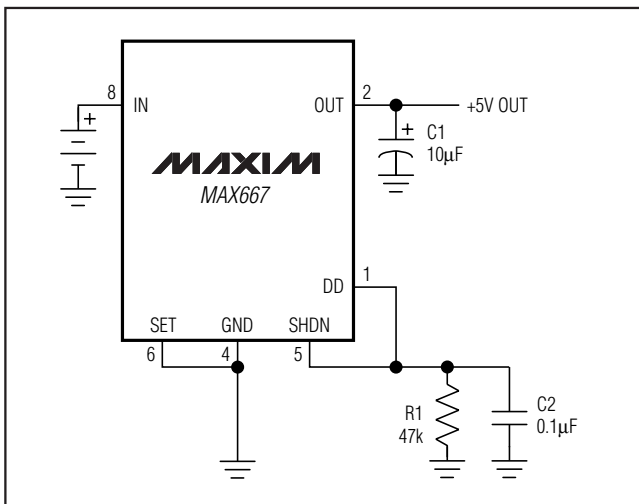 8
IN
OUT
2
+5V OUT
+
+
C1
10µF
MAXIM
MAX667
DD
1
SET
GND
SHDN
6
4
5
R1
47k
C2
0.1µF